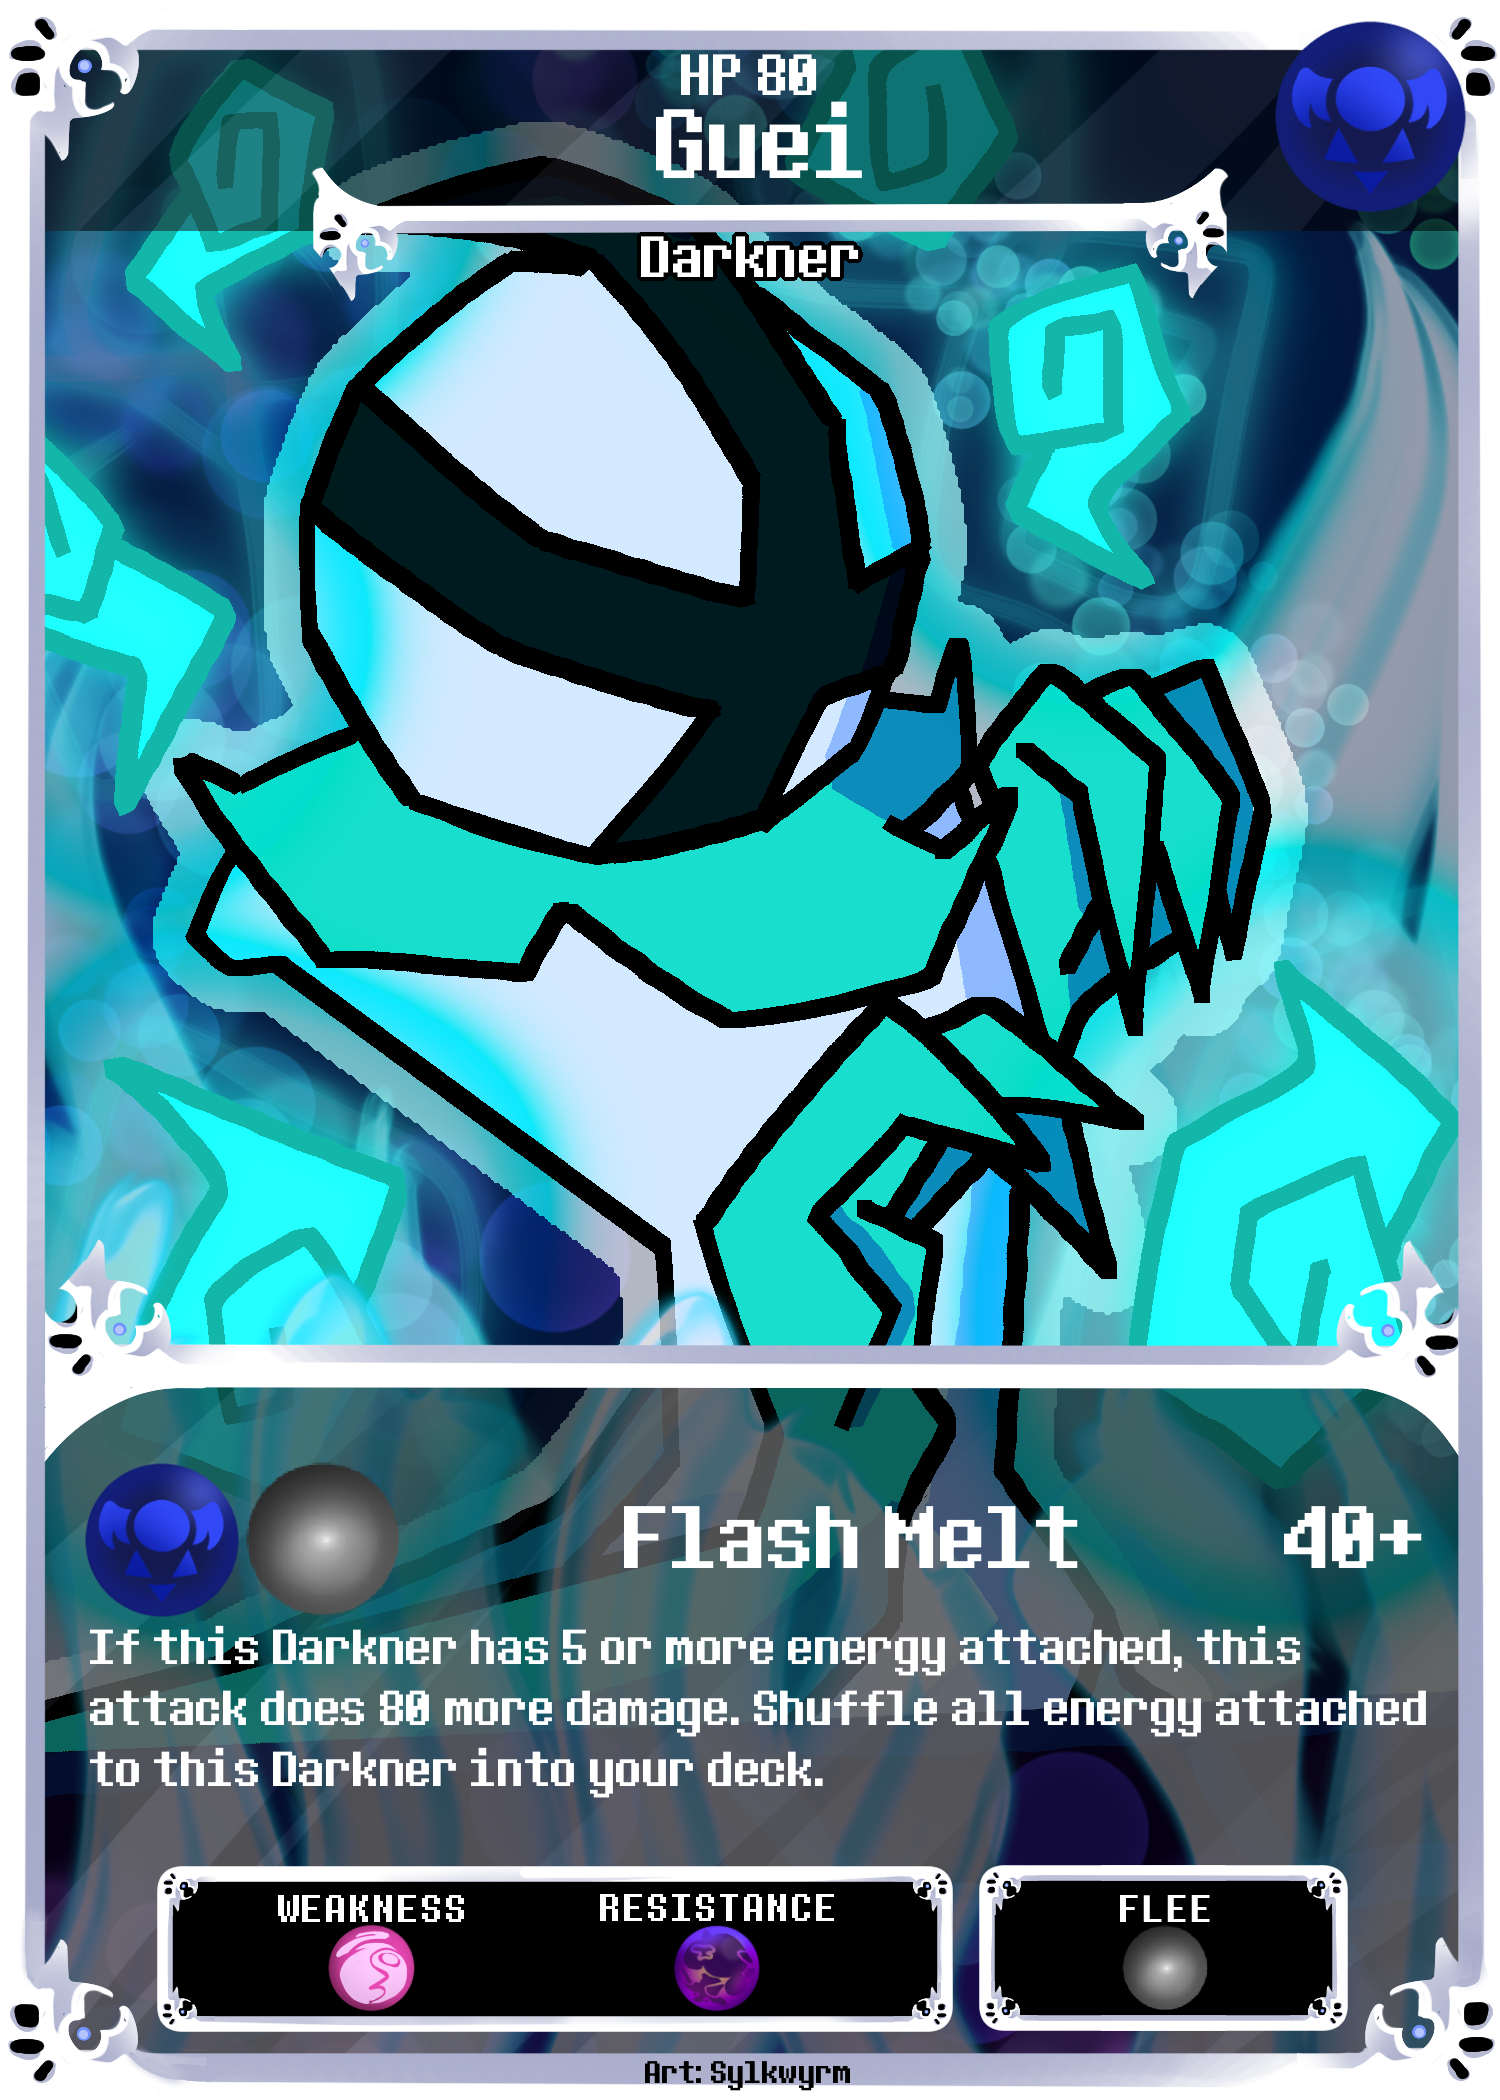 HP 80
Guei
Darkner
Flash Melt 40+
If this Darkner has 5 or more energy attached, this
attack does 80 more damage. Shuffle all energy attached
to this Darkner into your deck.
WEAKNESS RESISTANCE FLEE
Art: Sylkwyrm